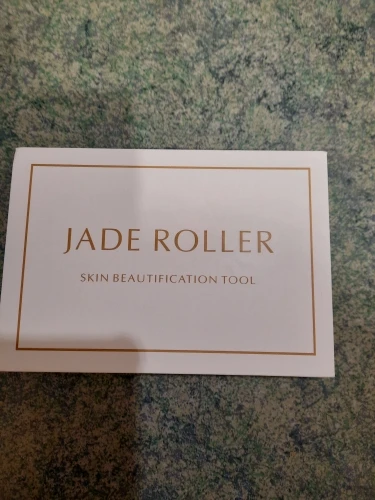 JADE ROLLER
SKIN BEAUTIFICATION TOOL